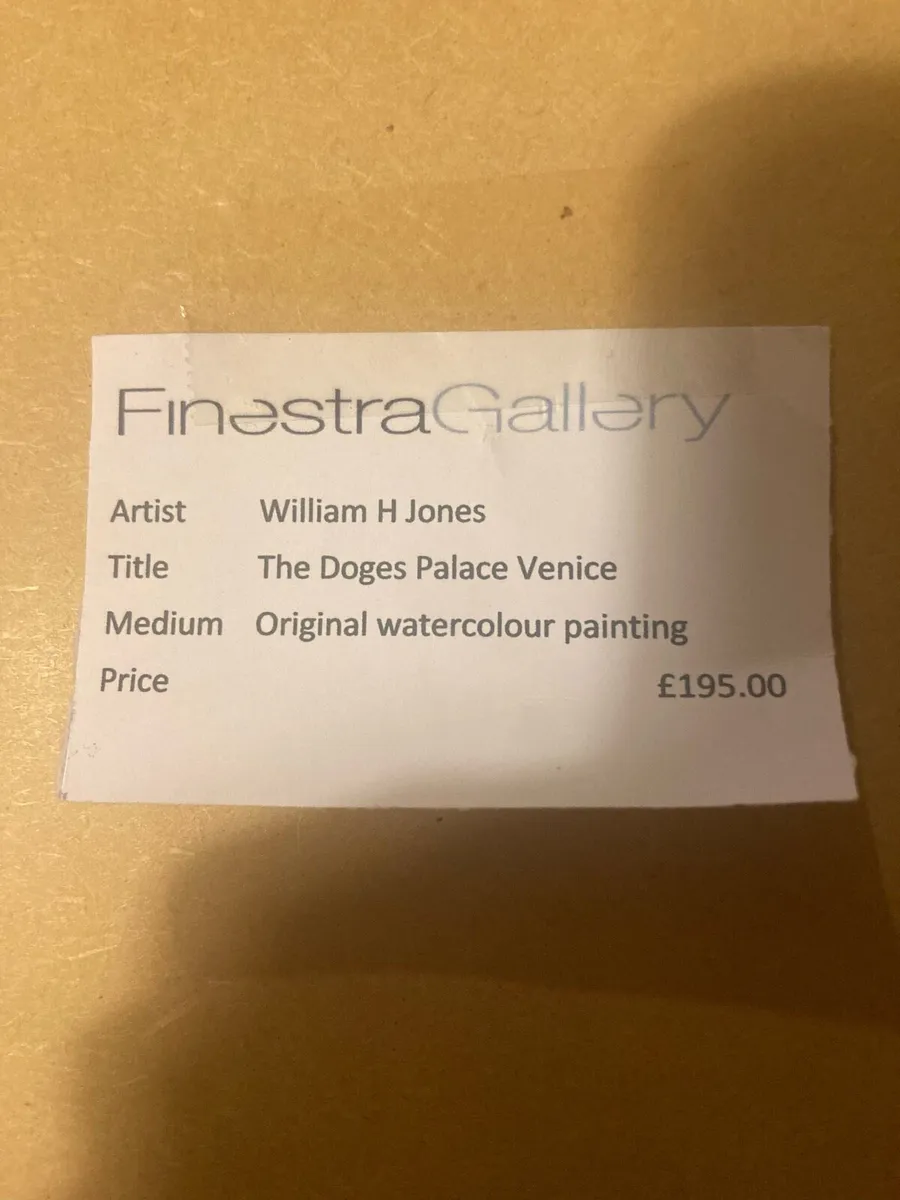 FinestraGallery
Artist William H Jones
Title The Doges Palace Venice
Medium Original watercolour painting
Price £195.00